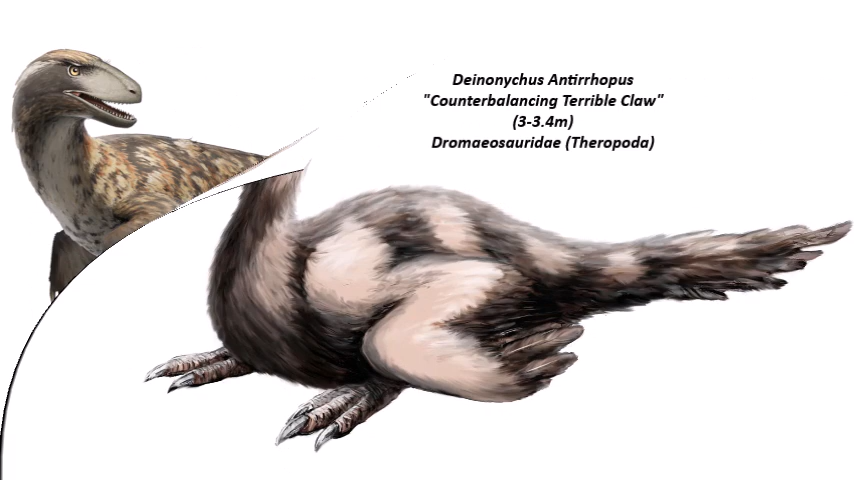 Deinonychus Antirrhopus
"Counterbalancing Terrible Claw"
(3-3.4m)
Dromaeosauridae (Theropoda)